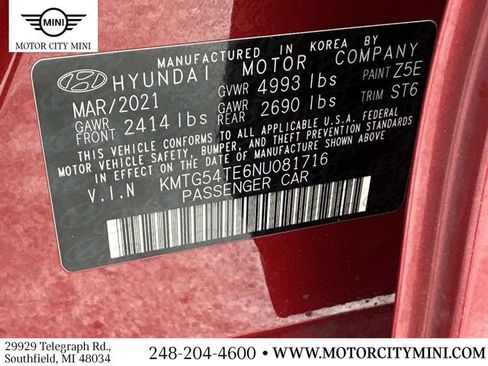 MINI
MOTOR CITY MINI
MANUFACTURED IN KOREA BY
HYUNDAI MOTOR COMPANY
MAR/2021 GVWR 4993 lbs PAINT Z5E
GAWR FRONT 2414 lbs GAWR REAR 2690 lbs TRIM ST6
THIS VEHICLE CONFORMS TO ALL APPLICABLE U.S.A. FEDERAL
MOTOR VEHICLE SAFETY, BUMPER, AND THEFT PREVENTION STANDARDS
IN EFFECT ON THE DATE OF MANUFACTURE SHOWN ABOVE.
V.I.N KMTG54TE6NU081716
PASSENGER CAR
29929 Telegraph Rd.,
Southfield, MI 48034
248-204-4600 • WWW.MOTORCITYMINI.COM